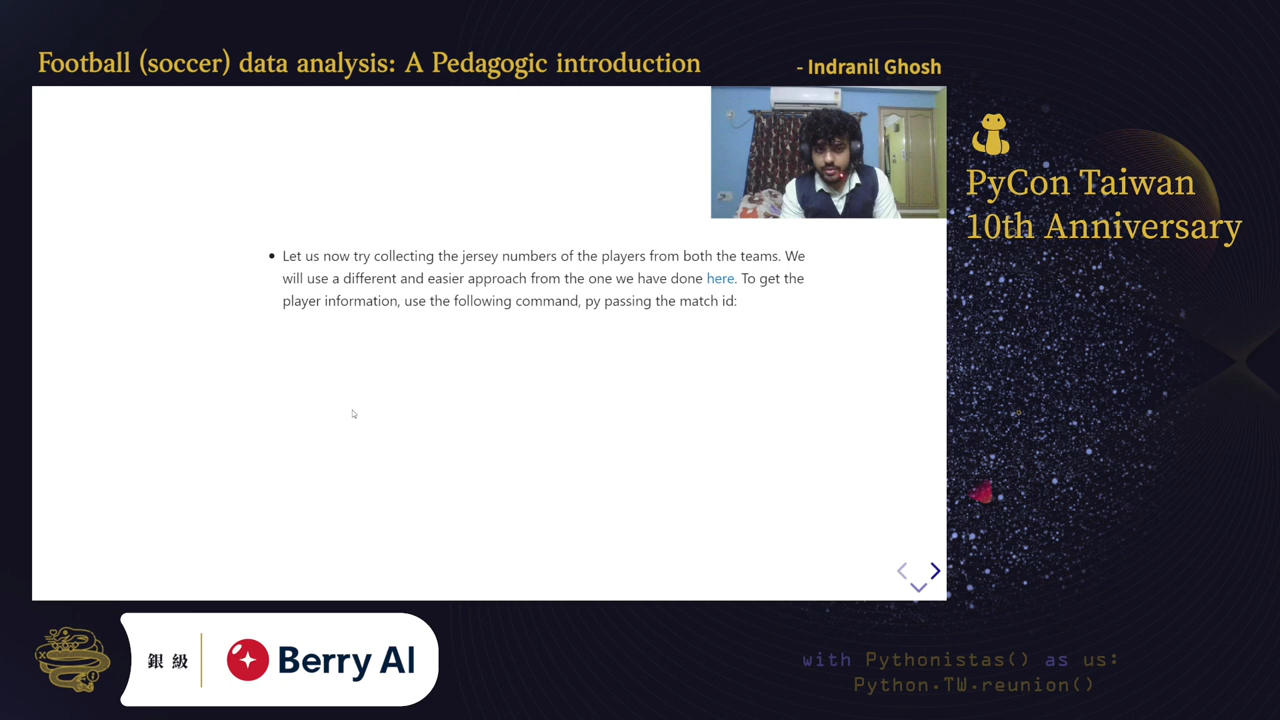 Football (soccer) data analysis: A Pedagogic introduction
- Indranil Ghosh
PyCon Taiwan
10th Anniversary
• Let us now try collecting the jersey numbers of the players from both the teams. We
will use a different and easier approach from the one we have done here. To get the
player information, use the following command, py passing the match id:
銀級
Berry AI
with Pythonistas() as us:
Python.TW.reunion()